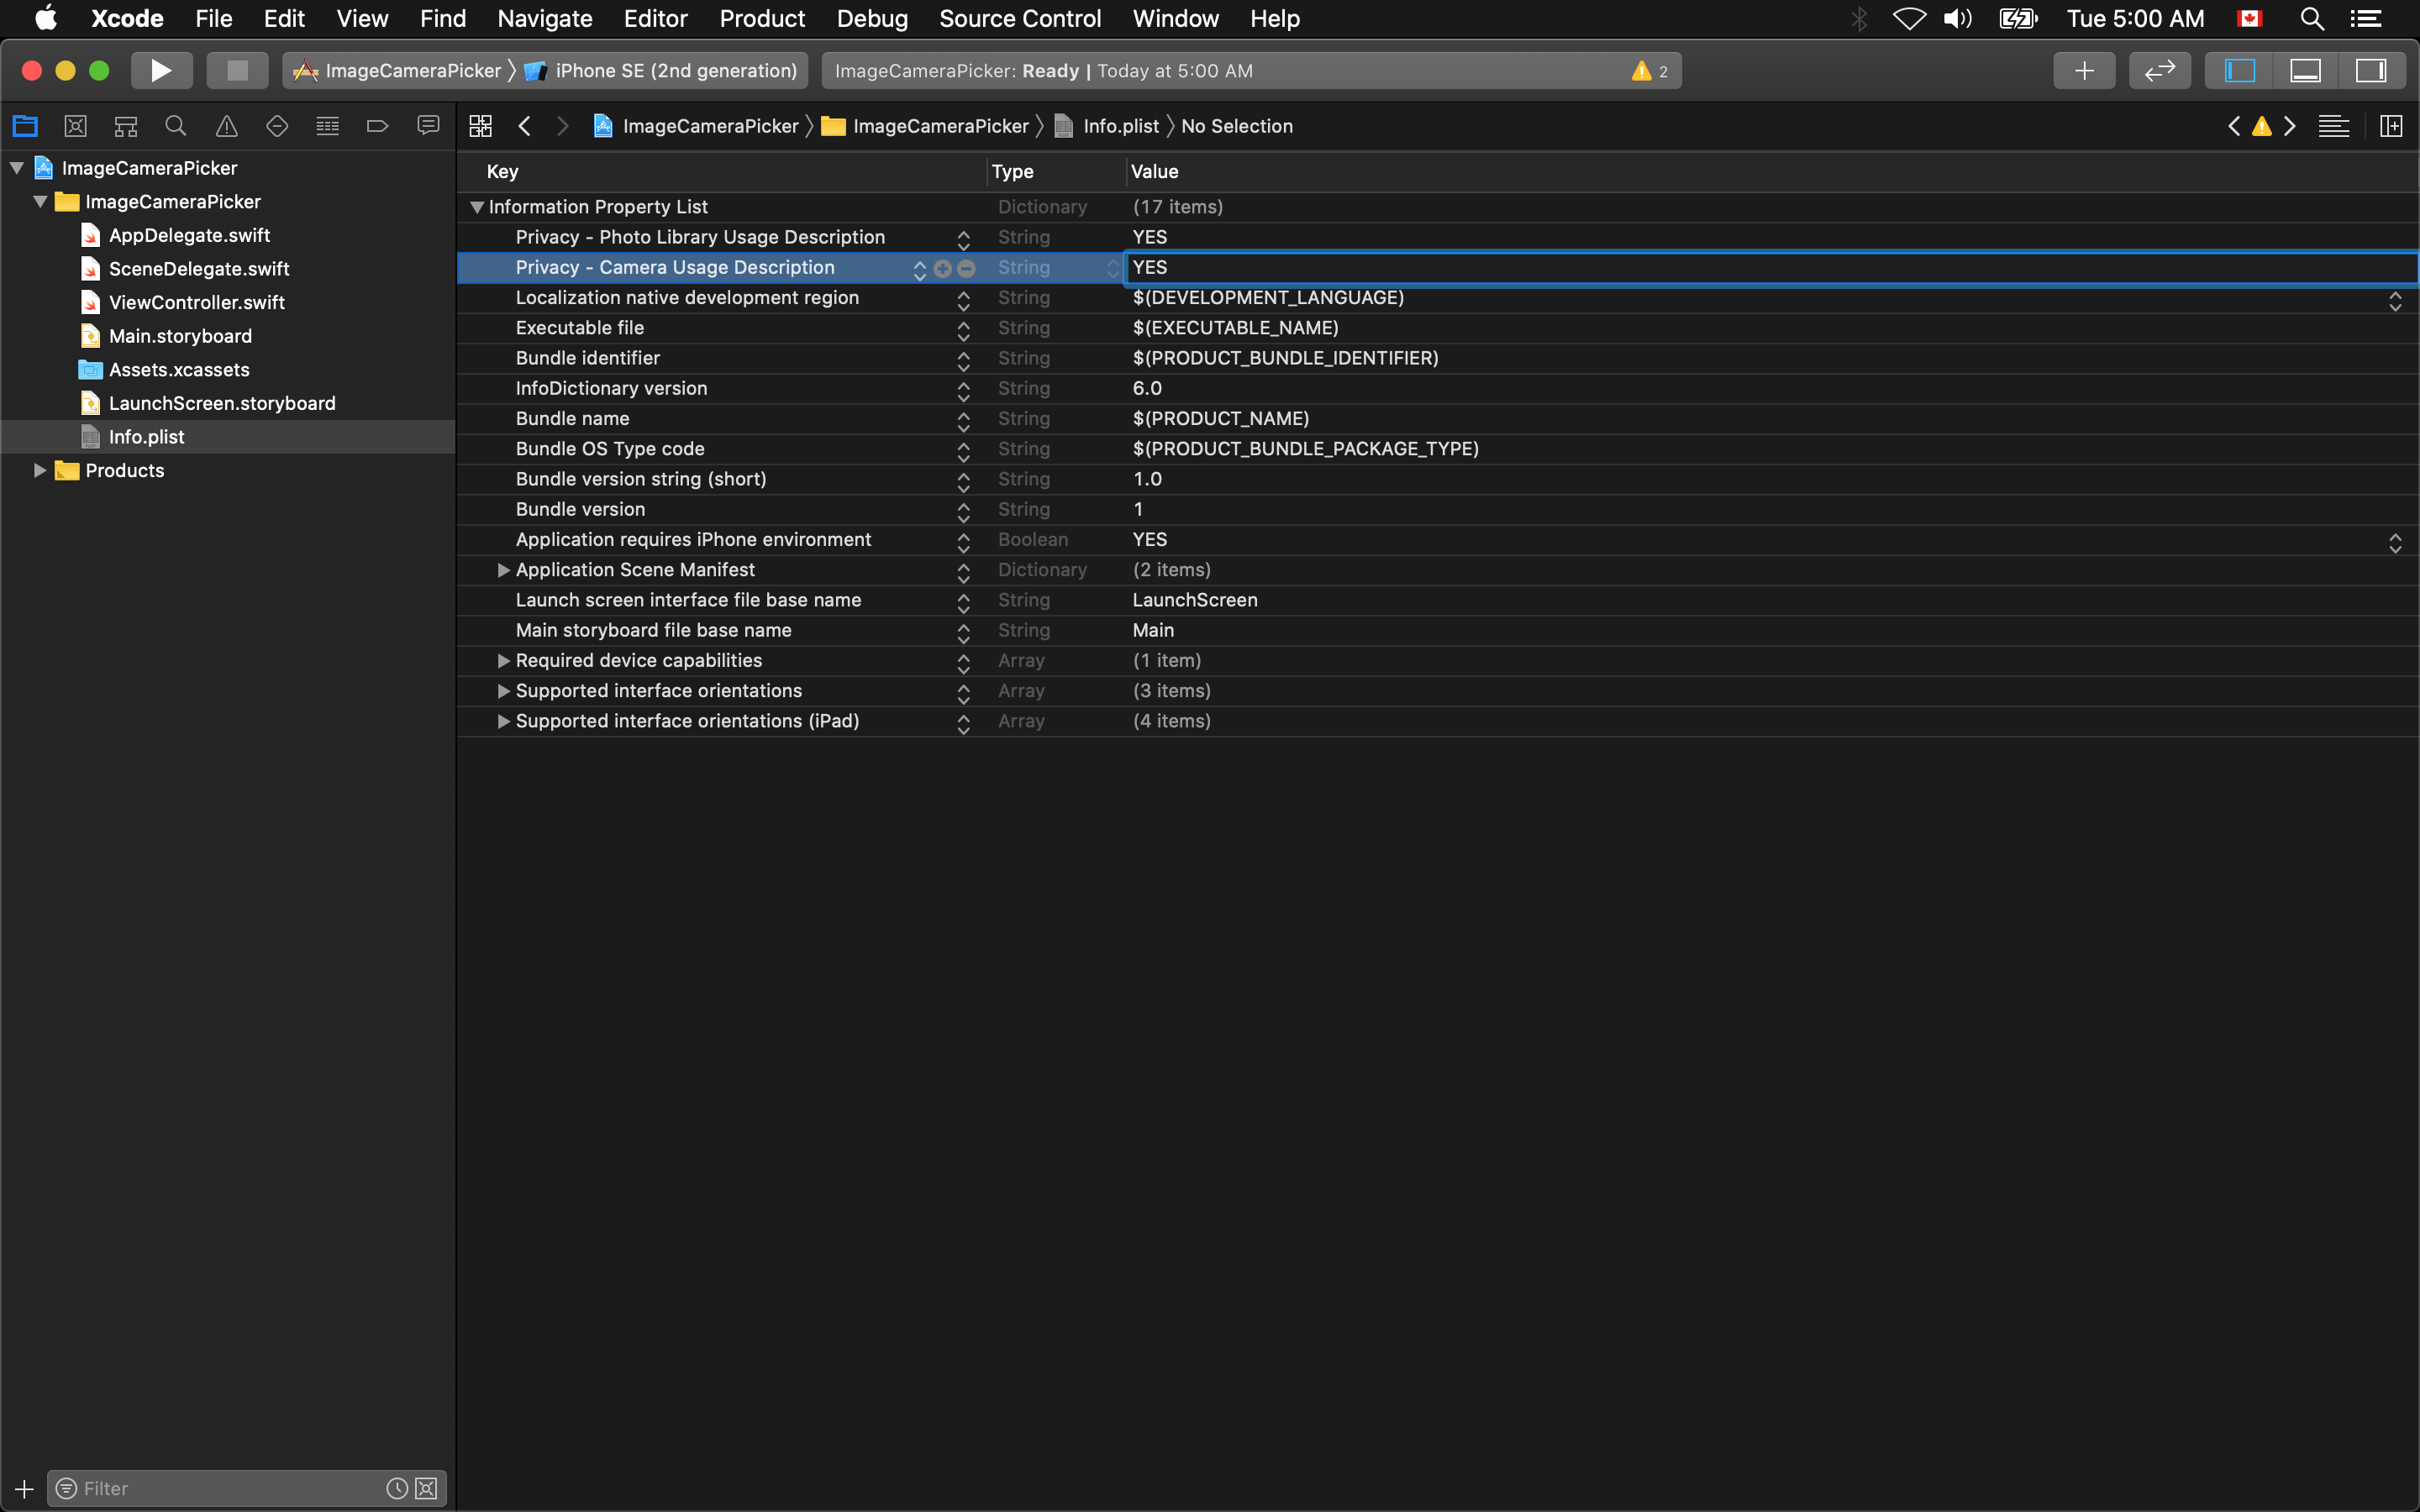 Xcode File Edit View Find Navigate Editor Product Debug Source Control Window Help Tue 5:00 AM
ImageCameraPicker iPhone SE (2nd generation) ImageCameraPicker: Ready | Today at 5:00 AM 2
ImageCameraPicker ImageCameraPicker Info.plist No Selection
ImageCameraPicker
ImageCameraPicker
AppDelegate.swift
SceneDelegate.swift
ViewController.swift
Main.storyboard
Assets.xcassets
LaunchScreen.storyboard
Info.plist
Products
Filter
Key Type Value
Information Property List Dictionary (17 items)
Privacy - Photo Library Usage Description String YES
Privacy - Camera Usage Description String YES
Localization native development region String $(DEVELOPMENT_LANGUAGE)
Executable file String $(EXECUTABLE_NAME)
Bundle identifier String $(PRODUCT_BUNDLE_IDENTIFIER)
InfoDictionary version String 6.0
Bundle name String $(PRODUCT_NAME)
Bundle OS Type code String $(PRODUCT_BUNDLE_PACKAGE_TYPE)
Bundle version string (short) String 1.0
Bundle version String 1
Application requires iPhone environment Boolean YES
Application Scene Manifest Dictionary (2 items)
Launch screen interface file base name String LaunchScreen
Main storyboard file base name String Main
Required device capabilities Array (1 item)
Supported interface orientations Array (3 items)
Supported interface orientations (iPad) Array (4 items)